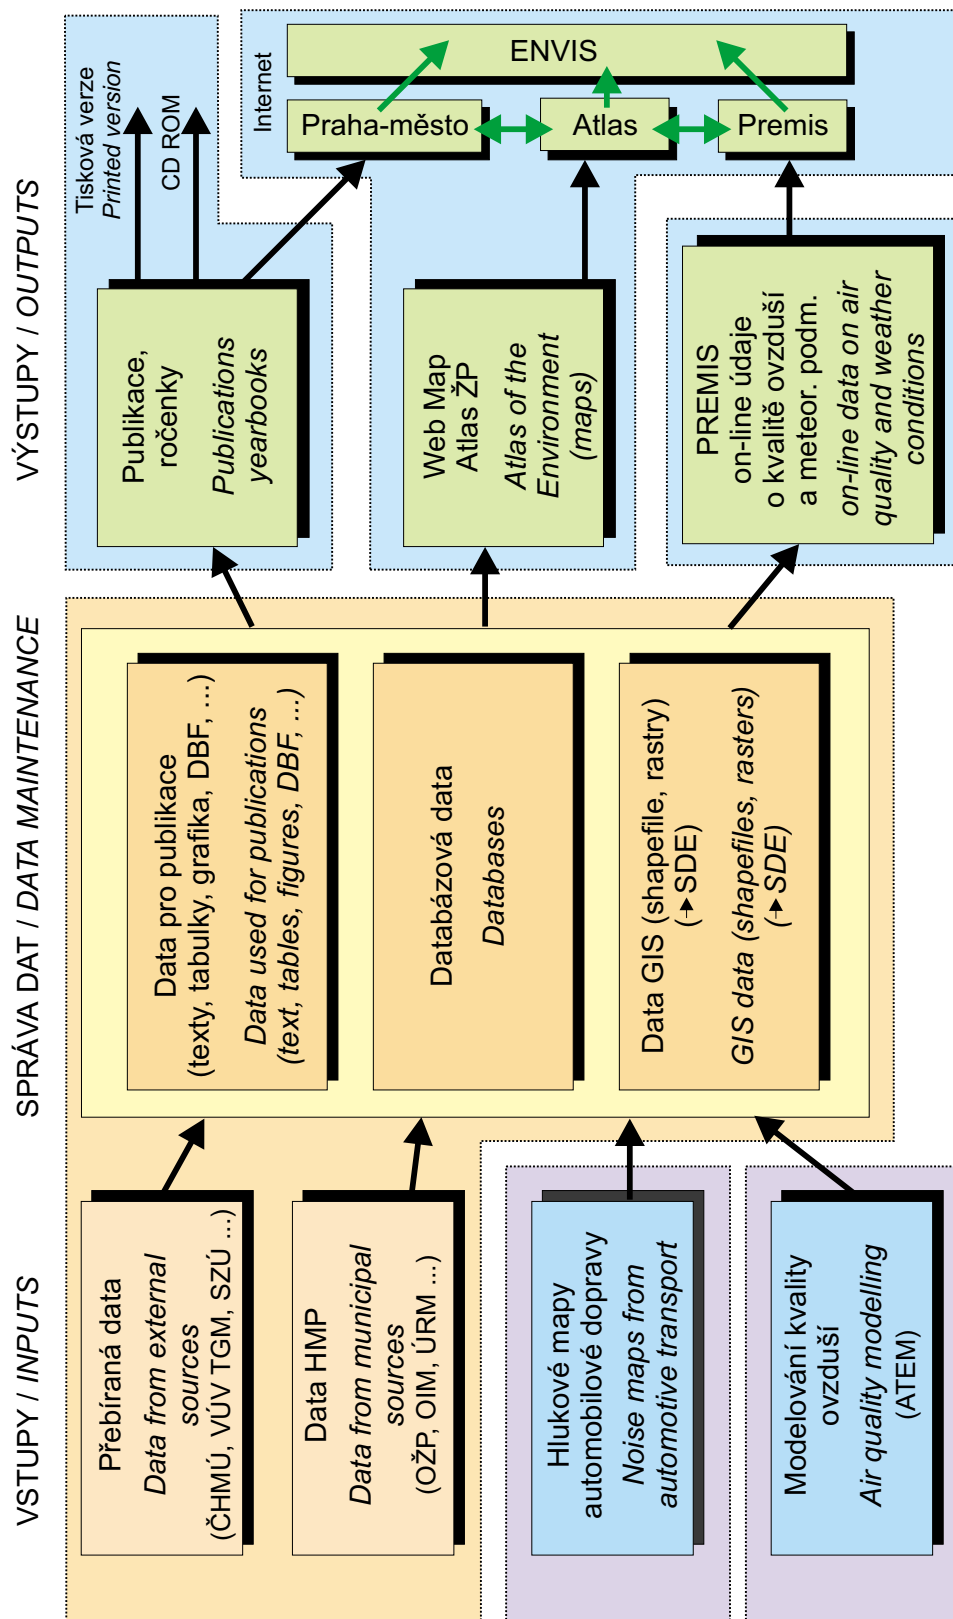 VSTUPY / INPUTS
SPRÁVA DAT / DATA MAINTENANCE
VÝSTUPY / OUTPUTS
Přebíraná data
Data from external
sources
(ČHMÚ, VÚV TGM, SZÚ ...)
Data HMP
Data from municipal
sources
(OŽP, OIM, ÚRM ...)
Hlukové mapy
automobilové dopravy
Noise maps from
automotive transport
Modelování kvality
ovzduší
Air quality modelling
(ATEM)
Data pro publikace
(texty, tabulky, grafika, DBF, ...)
Data used for publications
(text, tables, figures, DBF, ...)
Databázová data
Databases
Data GIS (shapefile, rastry)
(→SDE)
GIS data (shapefiles, rasters)
(→SDE)
Publikace,
ročenky
Publications
yearbooks
Web Map
Atlas ŽP
Atlas of the
Environment
(maps)
PREMIS
on-line údaje
o kvalitě ovzduší
a meteor. podm.
on-line data on air
quality and weather
conditions
Tisková verze
Printed version
CD ROM
Internet
Praha-město
Atlas
Premis
ENVIS